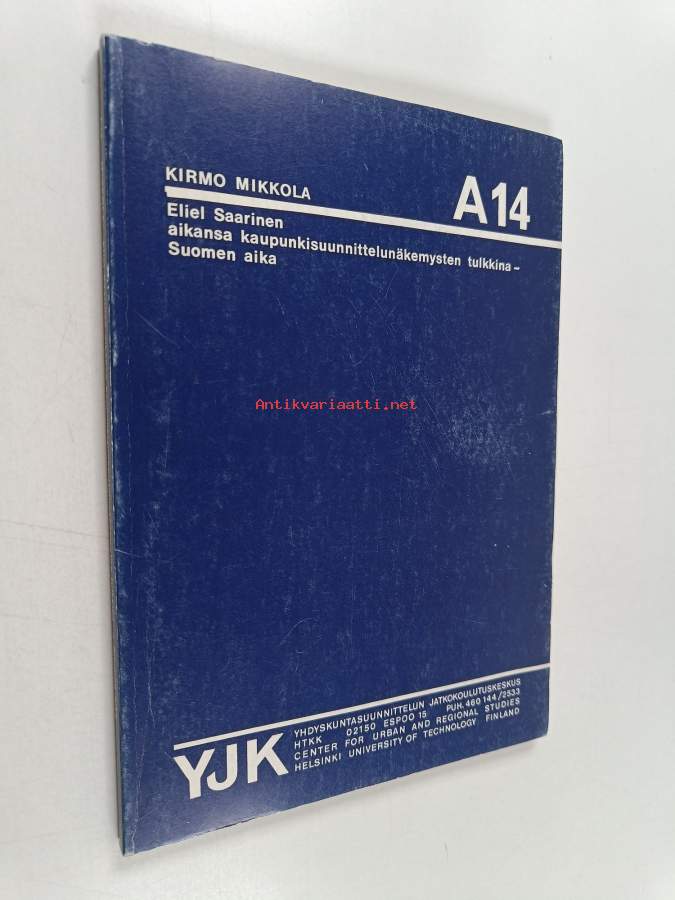 KIRMO MIKKOLA
A14
Eliel Saarinen
aikansa kaupunkisuunnittelunäkemysten tulkkina –
Suomen aika
Antikvariaatti.net
YJK
YHDYSKUNTASUUNNITTELUN JATKOKOULUTUSKESKUS
HTKK 02150 ESPOO 15 PUH. 460 144/2533
CENTER FOR URBAN AND REGIONAL STUDIES
HELSINKI UNIVERSITY OF TECHNOLOGY FINLAND